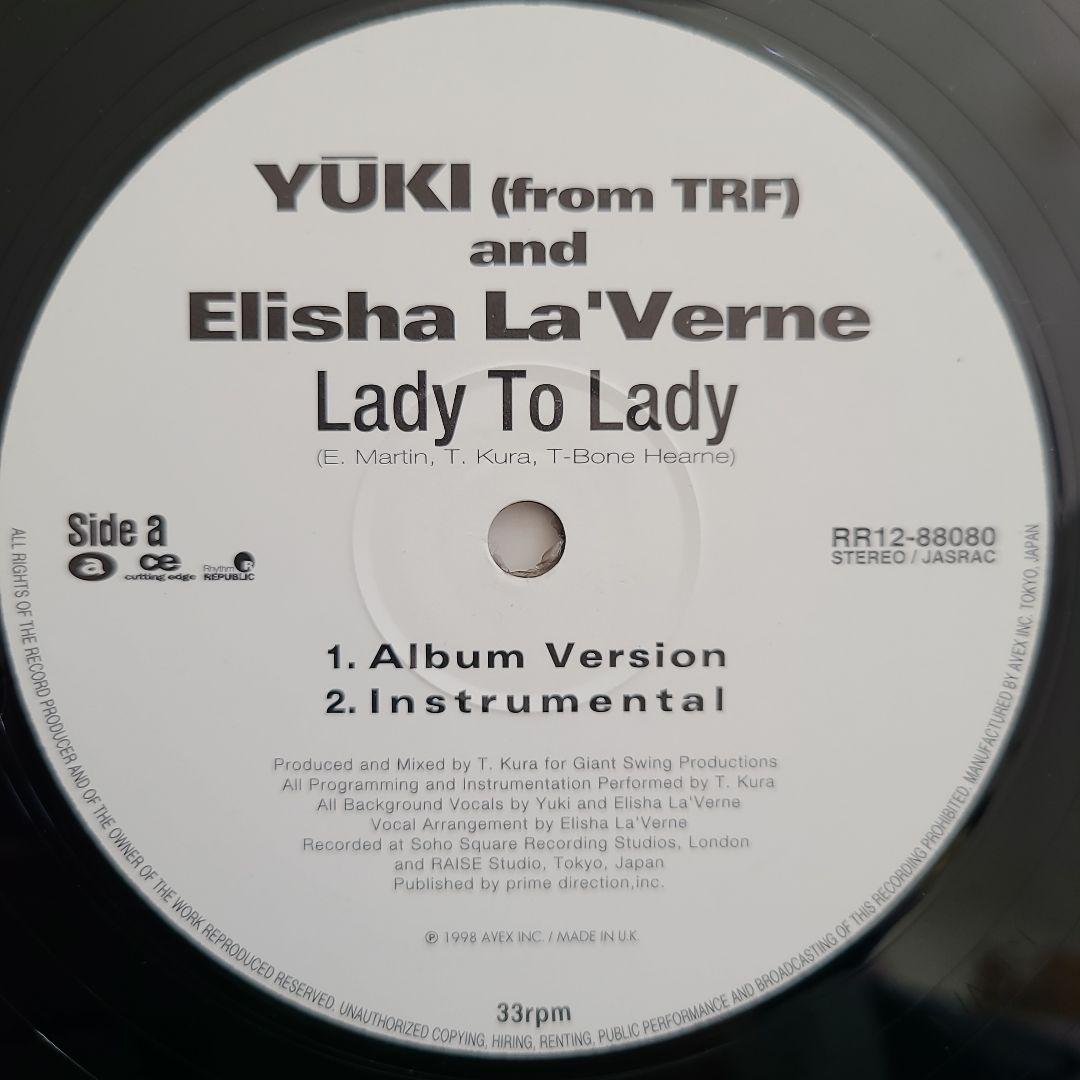 YŪKI (from TRF)
and
Elisha La'Verne
Lady To Lady
(E. Martin, T. Kura, T-Bone Hearne)
Side a
a ce
cutting edge
Rhythm
REPUBLIC
RR12-88080
STEREO / JASRAC
1. Album Version
2. Instrumental
Produced and Mixed by T. Kura for Giant Swing Productions
All Programming and Instrumentation Performed by T. Kura
All Background Vocals by Yuki and Elisha La'Verne
Vocal Arrangement by Elisha La'Verne
Recorded at Soho Square Recording Studios, London
and RAISE Studio, Tokyo, Japan
Published by prime direction,inc.
℗ 1998 AVEX INC. / MADE IN U.K.
33rpm
ALL RIGHTS OF THE RECORD PRODUCER AND OF THE OWNER OF THE WORK REPRODUCED RESERVED. UNAUTHORIZED COPYING, HIRING, RENTING, PUBLIC PERFORMANCE AND BROADCASTING OF THIS RECORDING PROHIBITED. MANUFACTURED BY AVEX INC. TOKYO, JAPAN